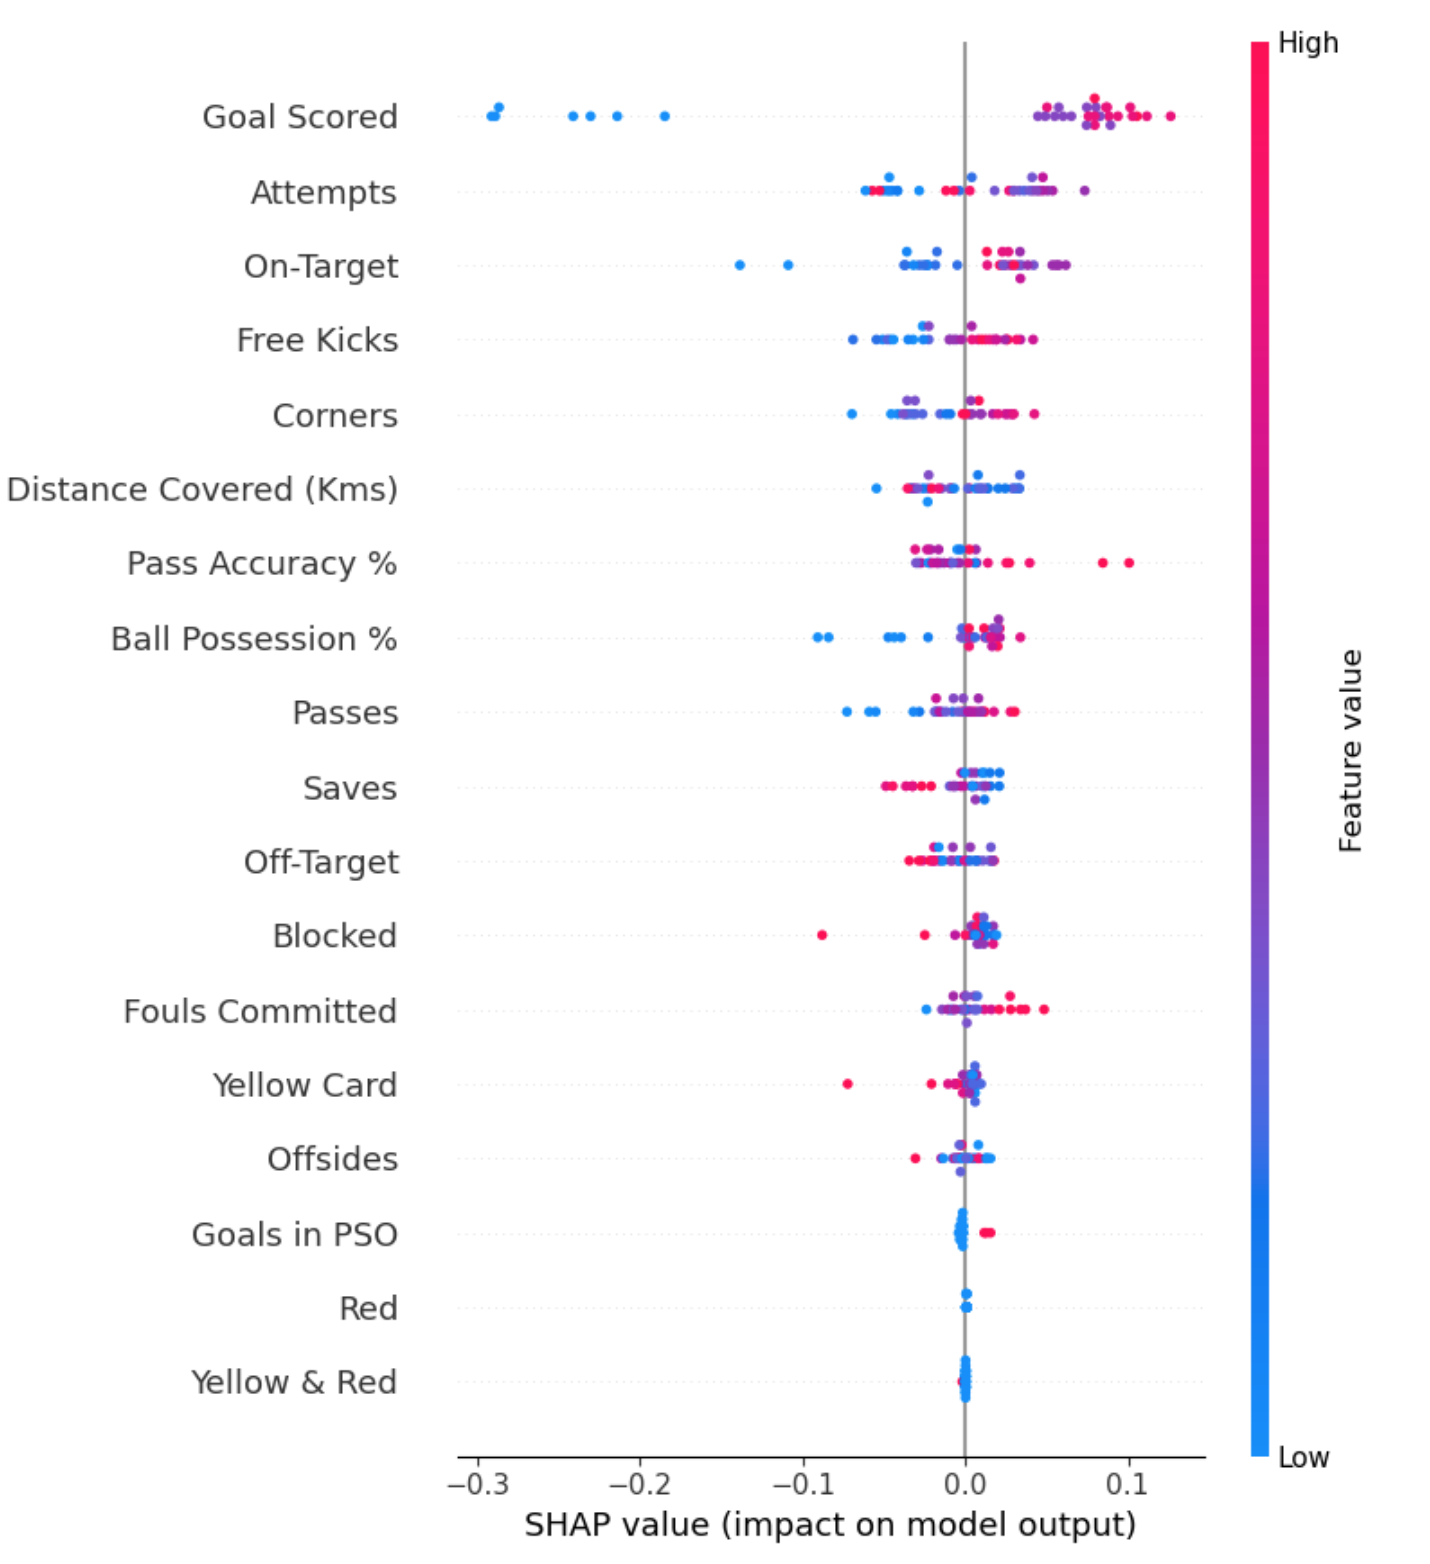 High
Goal Scored
Attempts
On-Target
Free Kicks
Corners
Distance Covered (Kms)
Pass Accuracy %
Ball Possession %
Passes
Saves
Off-Target
Blocked
Fouls Committed
Yellow Card
Offsides
Goals in PSO
Red
Yellow & Red
Feature value
Low
−0.3 −0.2 −0.1 0.0 0.1
SHAP value (impact on model output)